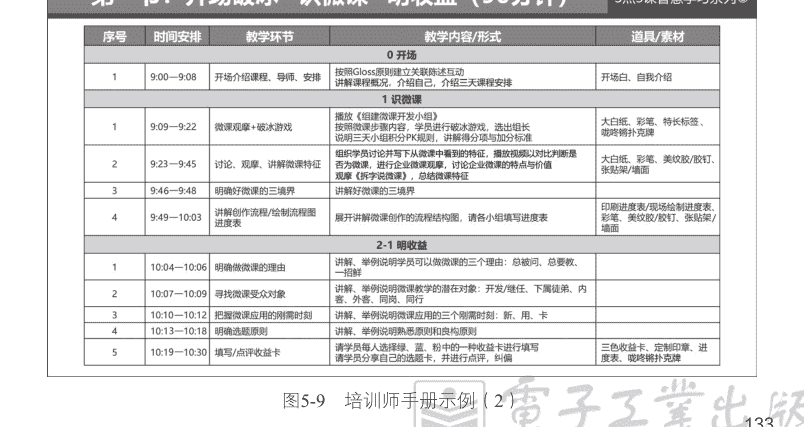 序号 时间安排 教学环节 教学内容/形式 道具/素材
0 开场
1 9:00—9:08 开场介绍课程、导师、安排 按照Gloss原则建立关联陈述互动
讲解课程概况，介绍自己，介绍三天课程安排 开场白、自我介绍
1 识微课
1 9:09—9:22 微课观摩+破冰游戏 播放《组建微课开发小组》
按照微课步骤内容，学员进行破冰游戏，选出组长
说明三天小组积分PK规则，讲解得分项与加分标准 大白纸、彩笔、特长标签、
咙咚锵扑克牌
2 9:23—9:45 讨论、观摩、讲解微课特征 组织学员讨论并写下从微课中看到的特征，播放视频以对比判断是
否为微课，进行企业微课观摩，讨论企业微课的特点与价值
观摩《拆字说微课》，总结微课特征 大白纸、彩笔、美纹胶/胶钉、
张贴架/墙面
3 9:46—9:48 明确好微课的三境界 讲解好微课的三境界
4 9:49—10:03 讲解创作流程/绘制流程图
进度表 展开讲解微课创作的流程结构图，请各小组填写进度表 印刷进度表/现场绘制进度表、
彩笔、美纹胶/胶钉、张贴架/
墙面
2-1 明收益
1 10:04—10:06 明确做微课的理由 讲解、举例说明学员可以做微课的三个理由：总被问、总要教、
一招鲜
2 10:07—10:09 寻找微课受众对象 讲解、举例说明微课教学的潜在对象：开发/继任、下属徒弟、内
客、外客、同岗、同行
3 10:10—10:12 把握微课应用的刚需时刻 讲解、举例说明微课应用的三个刚需时刻：新、用、卡
4 10:13—10:18 明确选题原则 讲解、举例说明熟悉原则和良构原则
5 10:19—10:30 填写/点评收益卡 请学员每人选择绿、蓝、粉中的一种收益卡进行填写
请学员分享自己的选题卡，并进行点评，纠偏 三色收益卡、定制印章、进
度表、咙咚锵扑克牌
图5-9 培训师手册示例（2）
電子工業出版
133